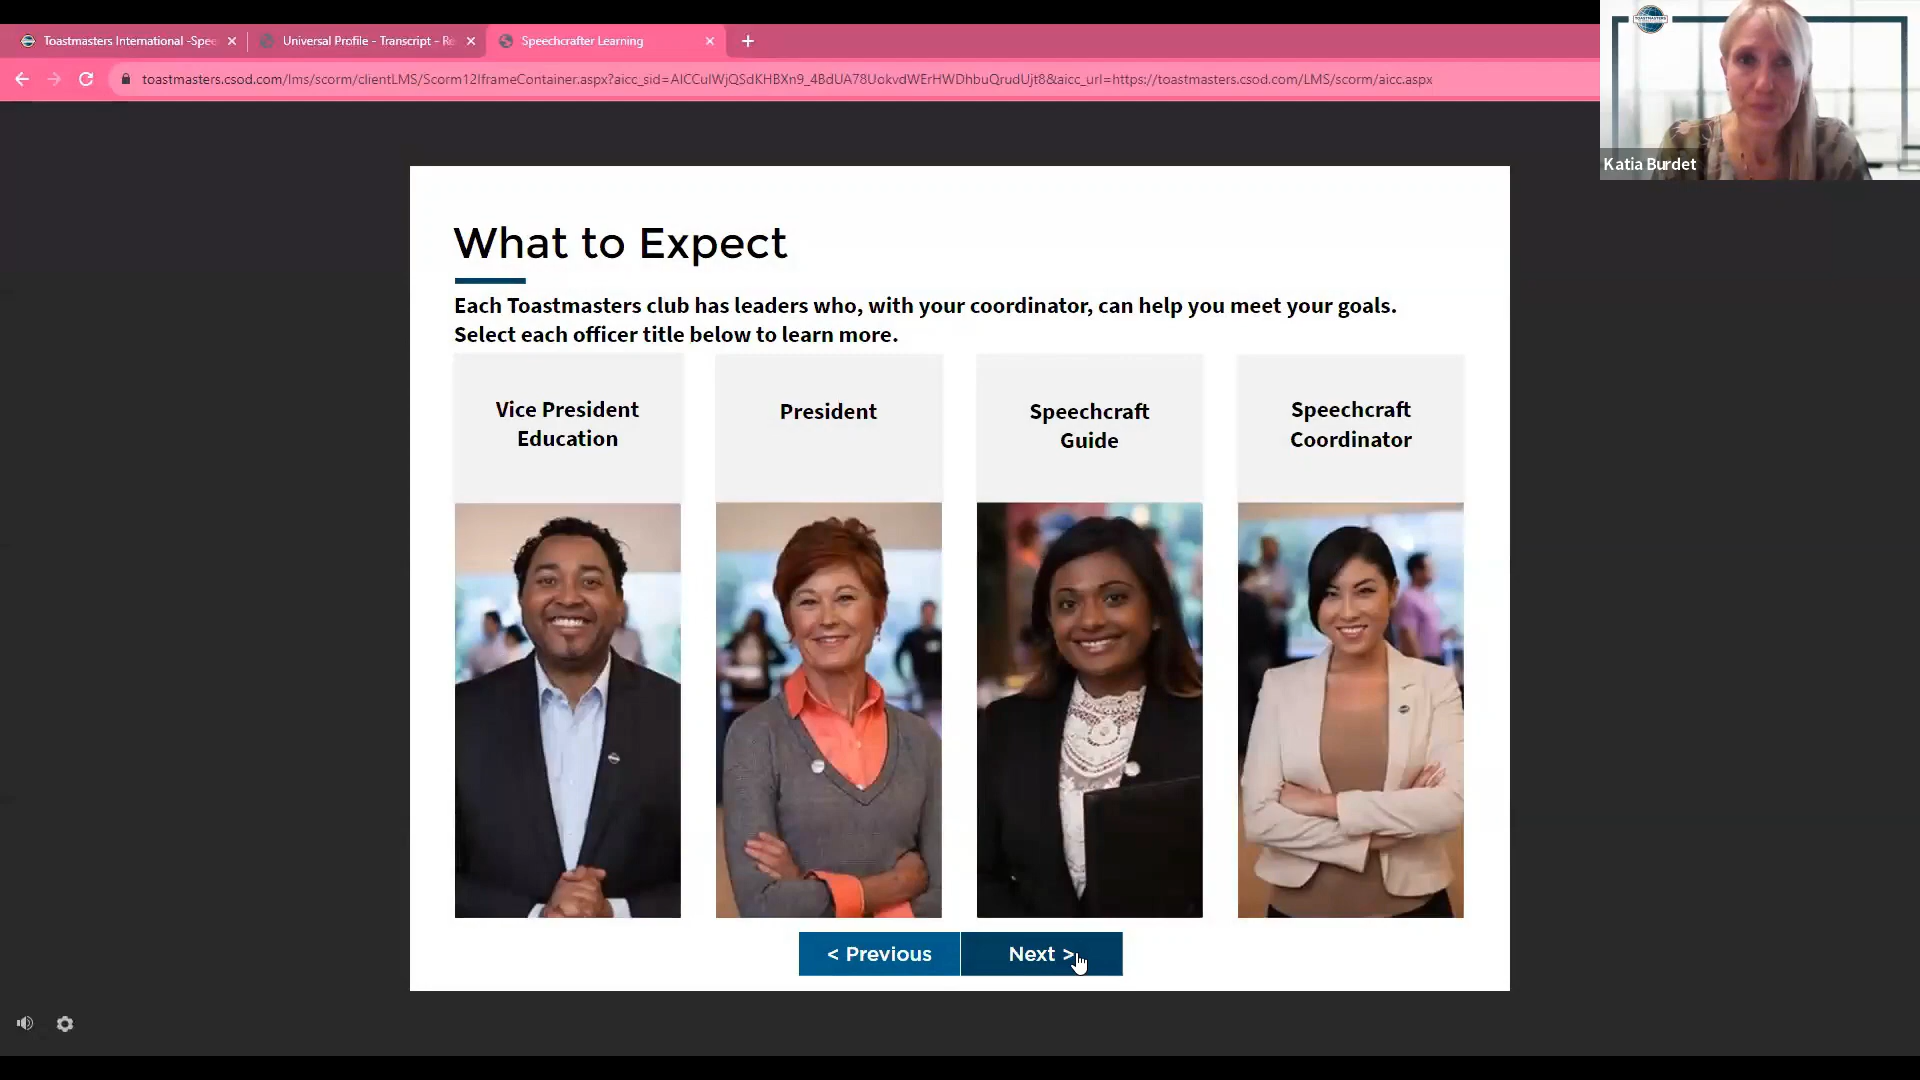 Toastmasters International -Spee
Universal Profile - Transcript - Re
Speechcrafter Learning
toastmasters.csod.com/lms/scorm/clientLMS/Scorm12IframeContainer.aspx?aicc_sid=AICCuIWjQSdKHBXn9_4BdUA78UokvdWErHWDhbuQrudUjt8&aicc_url=https://toastmasters.csod.com/LMS/scorm/aicc.aspx
TOASTMASTERS
Katia Burdet
What to Expect
Each Toastmasters club has leaders who, with your coordinator, can help you meet your goals.
Select each officer title below to learn more.
Vice President
Education
President
Speechcraft
Guide
Speechcraft
Coordinator
< Previous
Next >